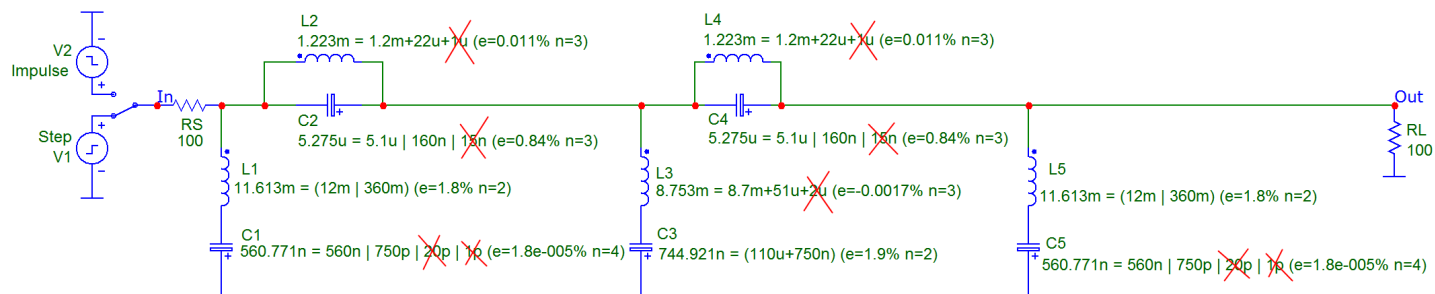 L2
1.223m = 1.2m+22u+1u (e=0.011% n=3)
L4
1.223m = 1.2m+22u+1u (e=0.011% n=3)
V2
Impulse
In
Out
RS
100
C2
5.275u = 5.1u | 160n | 15n (e=0.84% n=3)
C4
5.275u = 5.1u | 160n | 15n (e=0.84% n=3)
RL
100
Step
V1
L1
11.613m = (12m | 360m) (e=1.8% n=2)
L3
8.753m = 8.7m+51u+2u (e=-0.0017% n=3)
L5
11.613m = (12m | 360m) (e=1.8% n=2)
C1
560.771n = 560n | 750p | 20p | 1p (e=1.8e-005% n=4)
C3
744.921n = (110u+750n) (e=1.9% n=2)
C5
560.771n = 560n | 750p | 20p | 1p (e=1.8e-005% n=4)